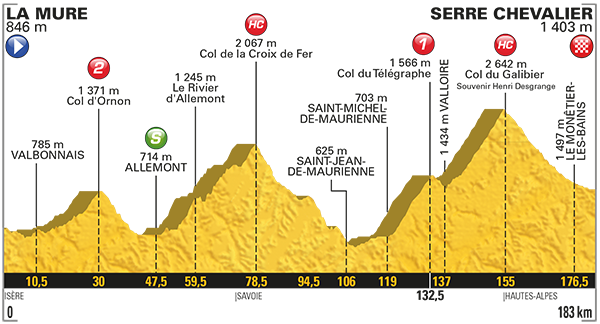 LA MURE
846 m
SERRE CHEVALIER
1 403 m
2
1 371 m
Col d'Ornon
785 m
VALBONNAIS
S
714 m
ALLEMONT
1 245 m
Le Rivier
d'Allemont
HC
2 067 m
Col de la Croix de Fer
625 m
SAINT-JEAN-
DE-MAURIENNE
703 m
SAINT-MICHEL-
DE-MAURIENNE
1
1 566 m
Col du Télégraphe
1 434 m VALLOIRE
HC
2 642 m
Col du Galibier
Souvenir Henri Desgrange
1 497 m
LE MONÊTIER-
LES-BAINS
10,5 30 47,5 59,5 78,5 94,5 106 119 137 155 176,5
ISÈRE |SAVOIE 132,5 |HAUTES-ALPES
0 183 km